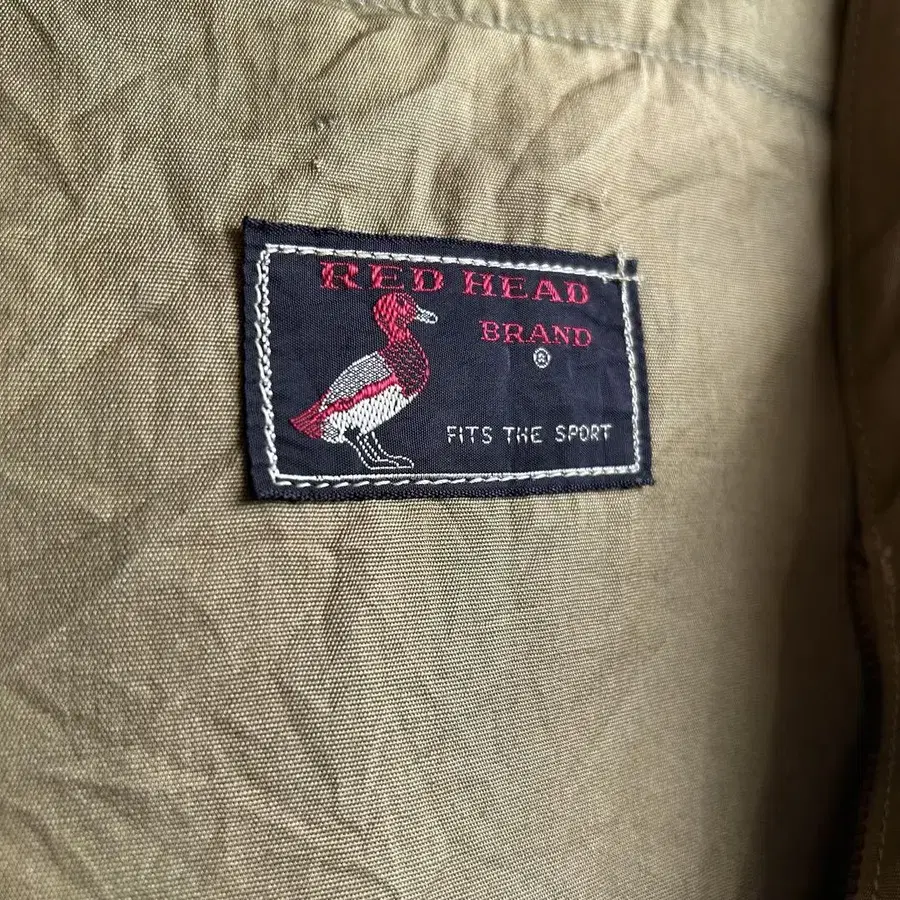 RED HEAD
BRAND
®
FITS THE SPORT